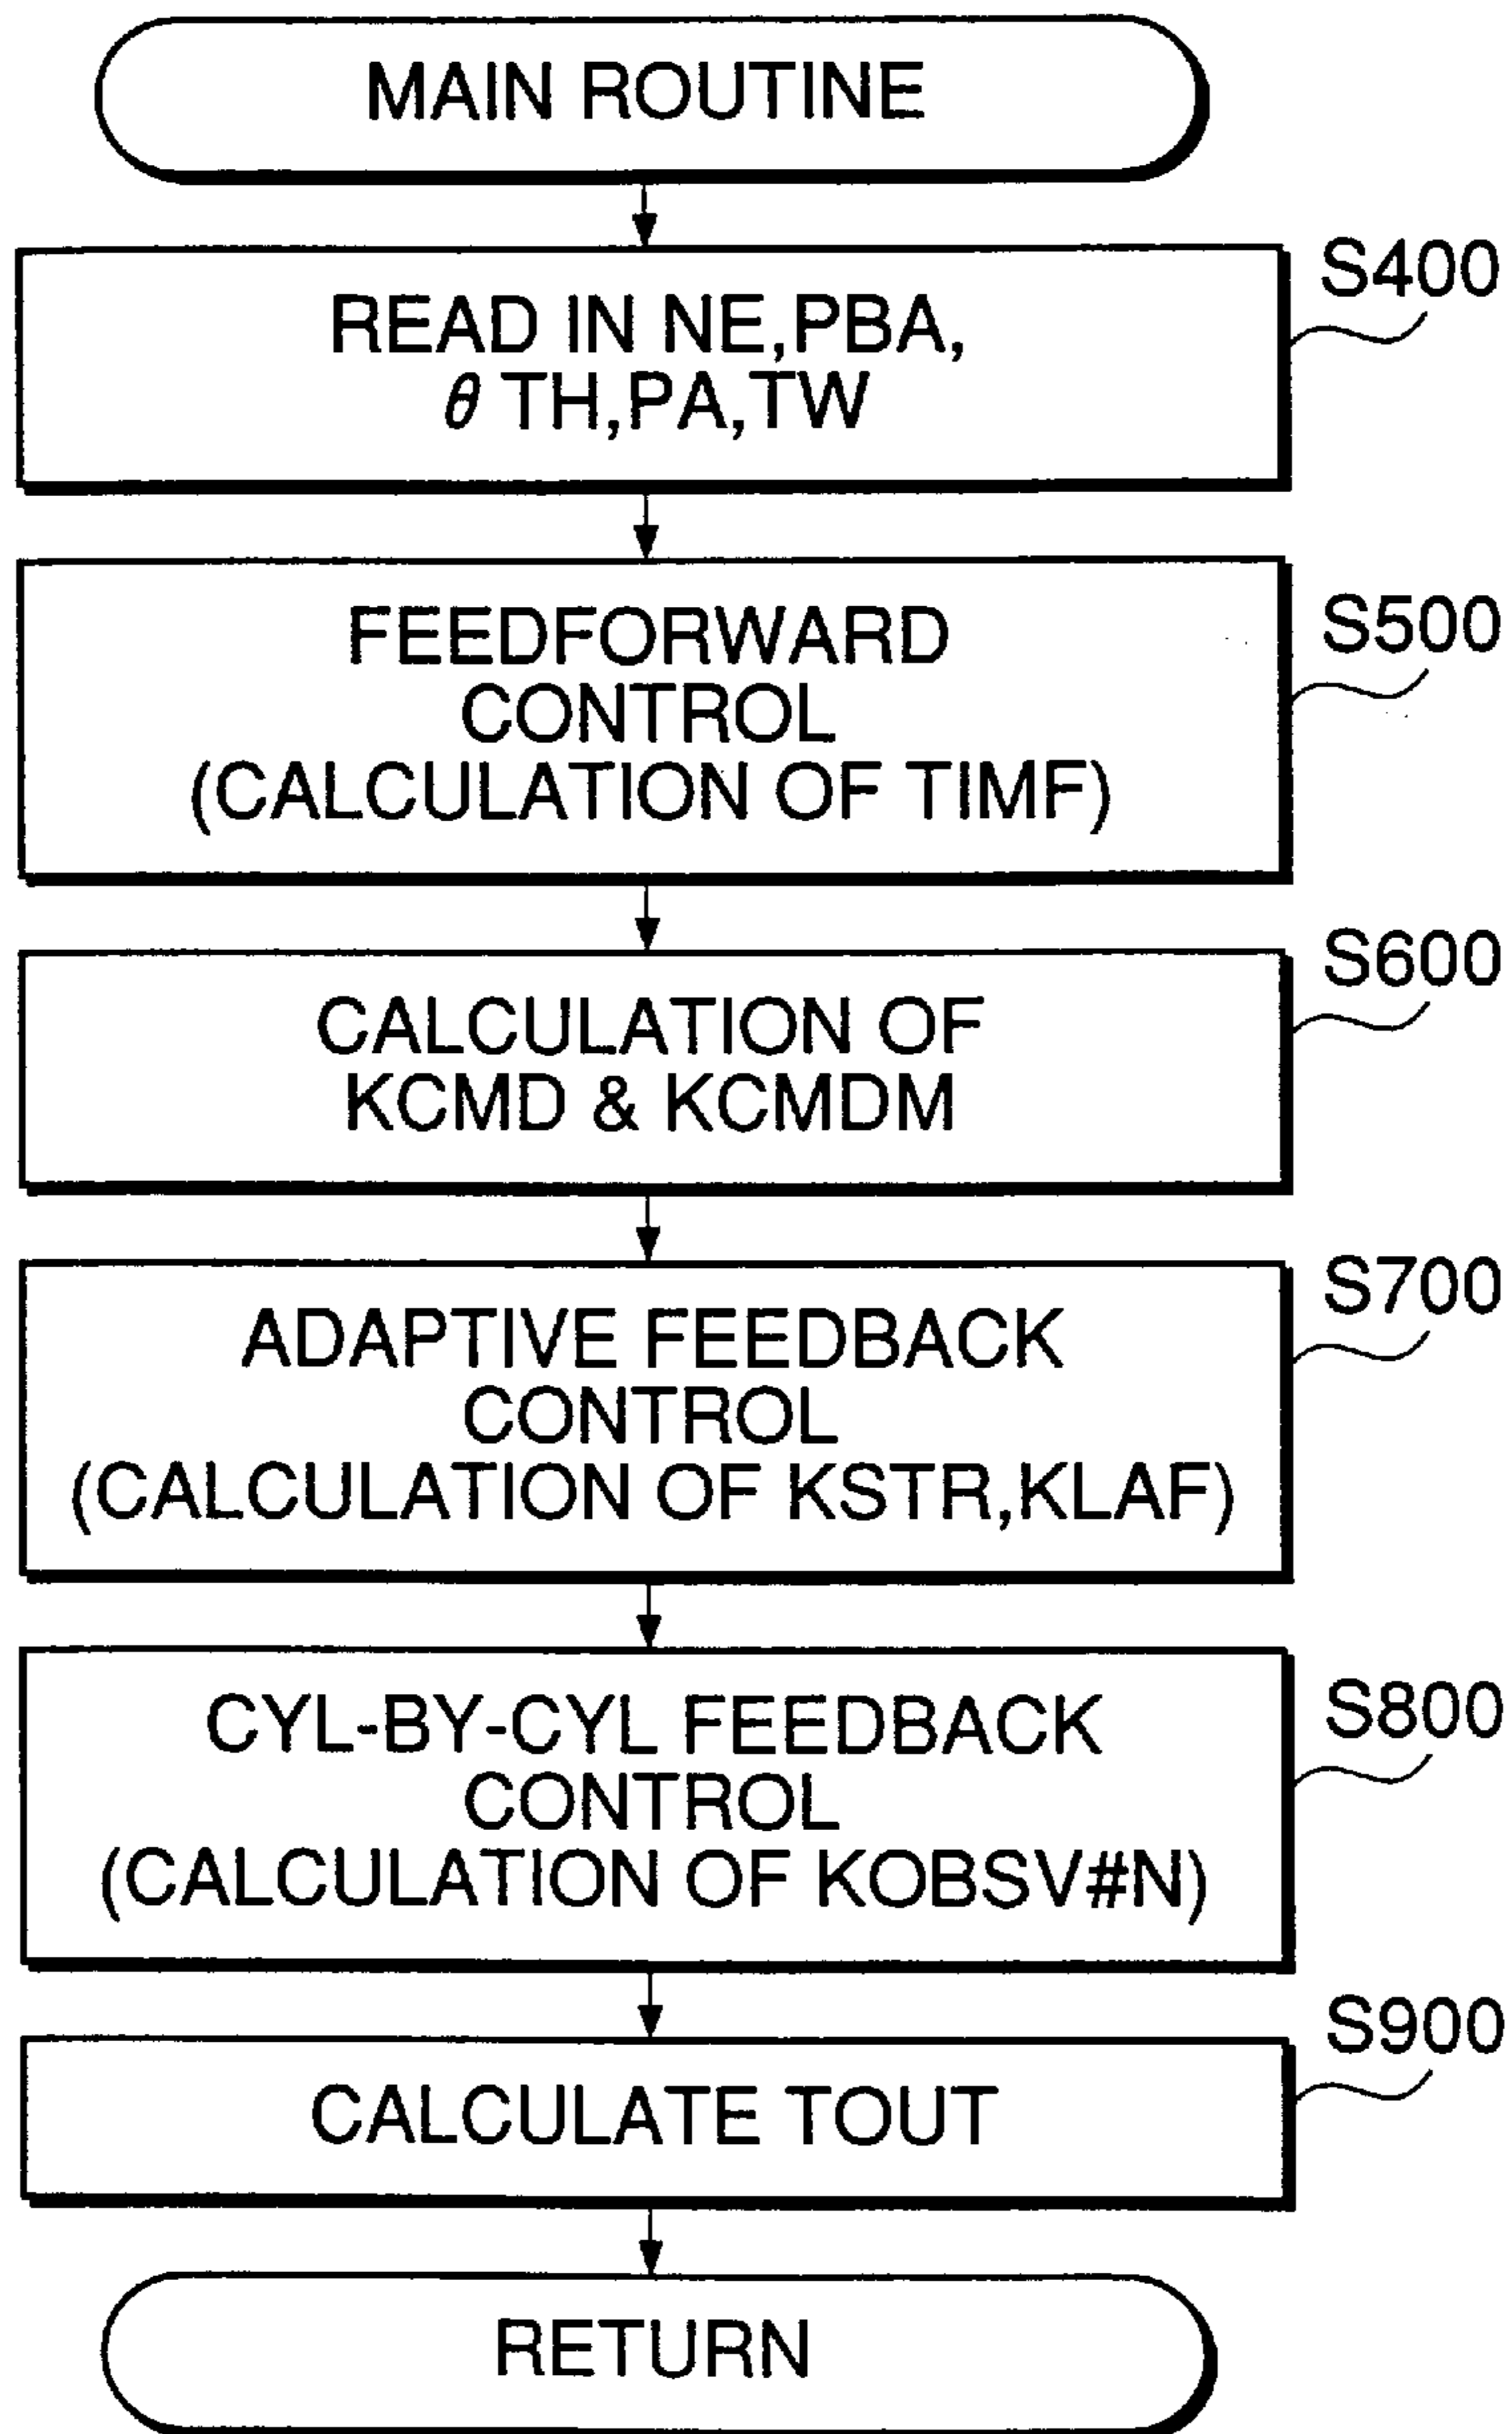 MAIN ROUTINE
S400
READ IN NE,PBA,
θ TH,PA,TW
S500
FEEDFORWARD
CONTROL
(CALCULATION OF TIMF)
S600
CALCULATION OF
KCMD & KCMDM
S700
ADAPTIVE FEEDBACK
CONTROL
(CALCULATION OF KSTR,KLAF)
S800
CYL-BY-CYL FEEDBACK
CONTROL
(CALCULATION OF KOBSV#N)
S900
CALCULATE TOUT
RETURN